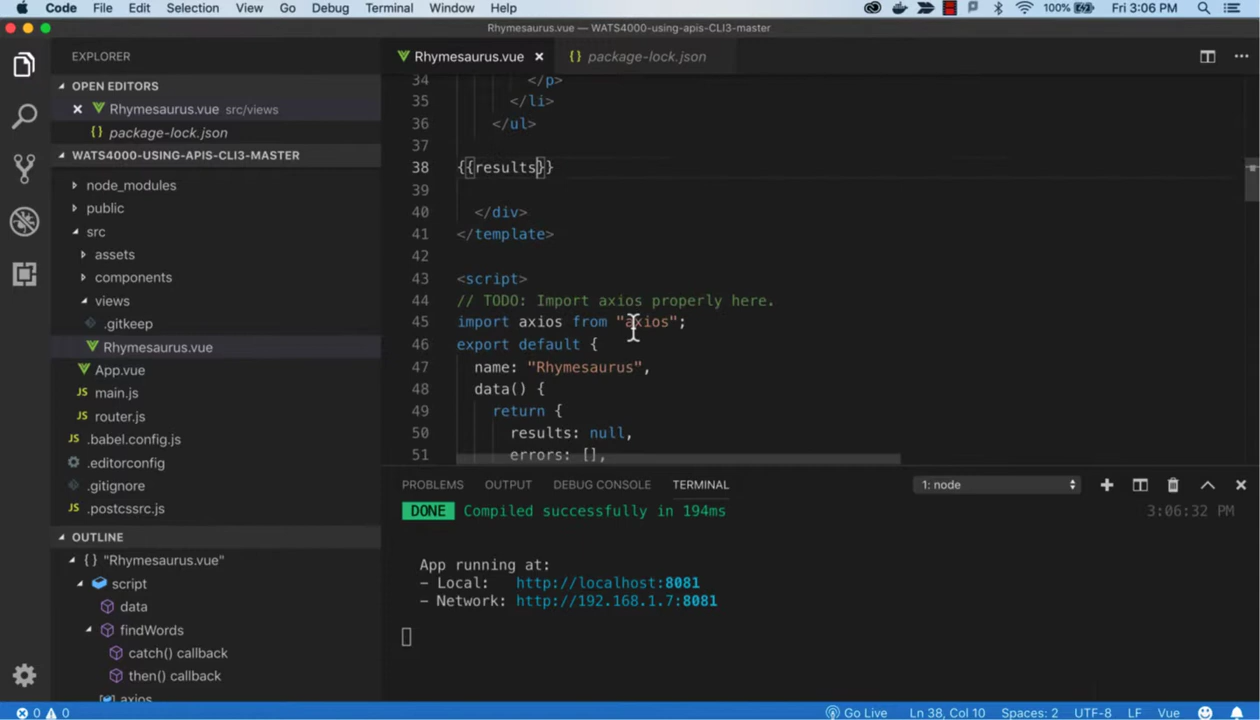 Code File Edit Selection View Go Debug Terminal Window Help 100% Fri 3:06 PM
Rhymesaurus.vue — WATS4000-using-apis-CLI3-master
EXPLORER
OPEN EDITORS
Rhymesaurus.vue src/views
{} package-lock.json
WATS4000-USING-APIS-CLI3-MASTER
node_modules
public
src
assets
components
views
.gitkeep
Rhymesaurus.vue
App.vue
JS main.js
JS router.js
.babel.config.js
.editorconfig
.gitignore
.postcssrc.js
OUTLINE
{} "Rhymesaurus.vue"
script
data
findWords
catch() callback
then() callback
axios
Rhymesaurus.vue {} package-lock.json
34 </p>
35 </li>
36 </ul>
37
38 {{results}}
39
40 </div>
41 </template>
42
43 <script>
44 // TODO: Import axios properly here.
45 import axios from "axios";
46 export default {
47 name: "Rhymesaurus",
48 data() {
49 return {
50 results: null,
51 errors: [],
PROBLEMS OUTPUT DEBUG CONSOLE TERMINAL 1: node
DONE Compiled successfully in 194ms 3:06:32 PM
App running at:
- Local: http://localhost:8081
- Network: http://192.168.1.7:8081
0 0 Go Live Ln 38, Col 10 Spaces: 2 UTF-8 LF Vue